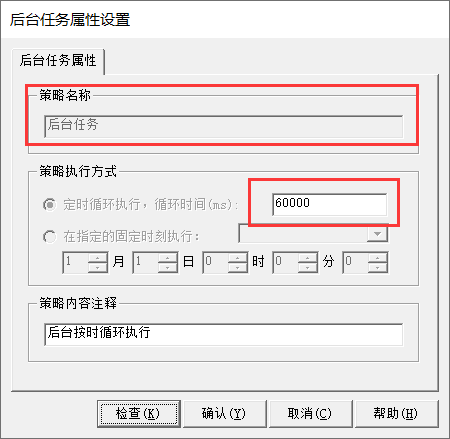 后台任务属性设置
后台任务属性
策略名称
后台任务
策略执行方式
定时循环执行，循环时间(ms)： 60000
在指定的固定时刻执行：
1 月 1 日 0 时 0 分 0
策略内容注释
后台按时循环执行
检查(K) 确认(Y) 取消(C) 帮助(H)